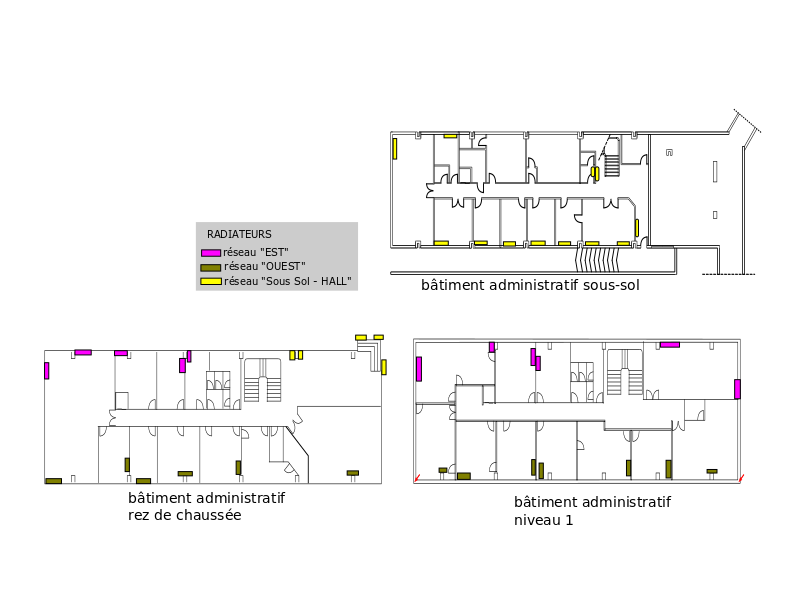 RADIATEURS
réseau "EST"
réseau "OUEST"
réseau "Sous Sol - HALL"
bâtiment administratif sous-sol
bâtiment administratif
rez de chaussée
bâtiment administratif
niveau 1